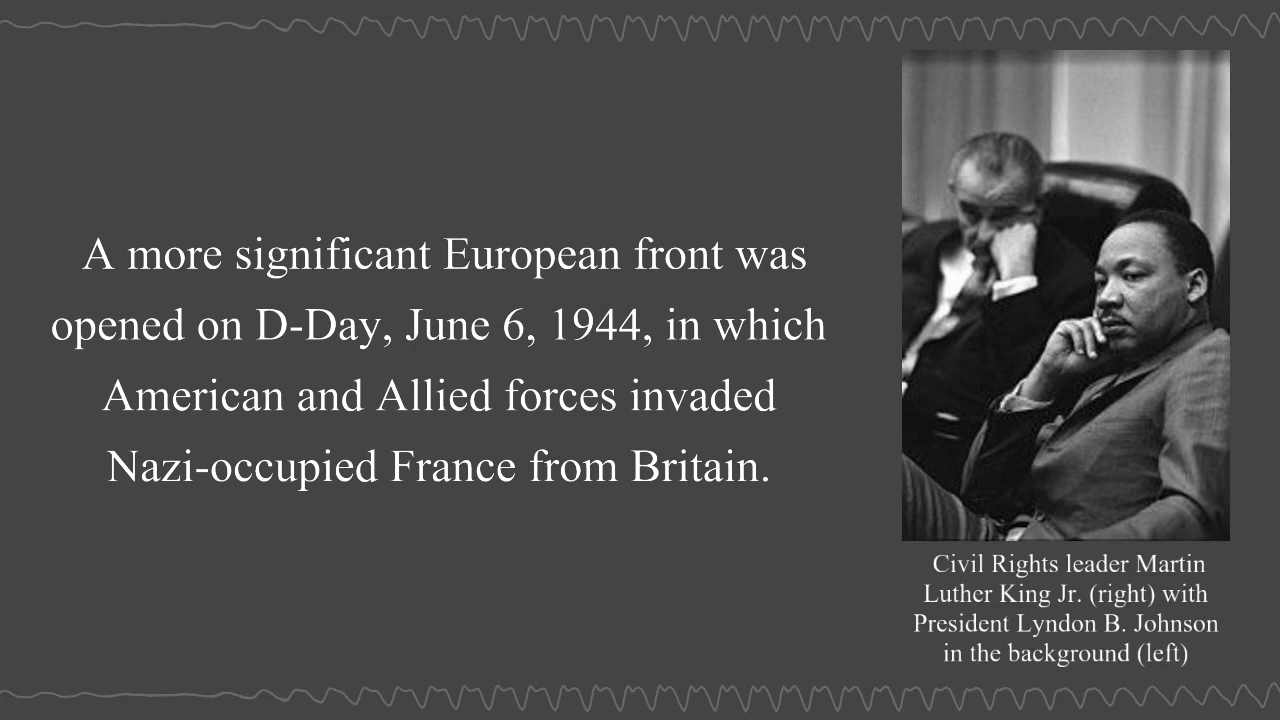 A more significant European front was
opened on D-Day, June 6, 1944, in which
American and Allied forces invaded
Nazi-occupied France from Britain.
Civil Rights leader Martin
Luther King Jr. (right) with
President Lyndon B. Johnson
in the background (left)